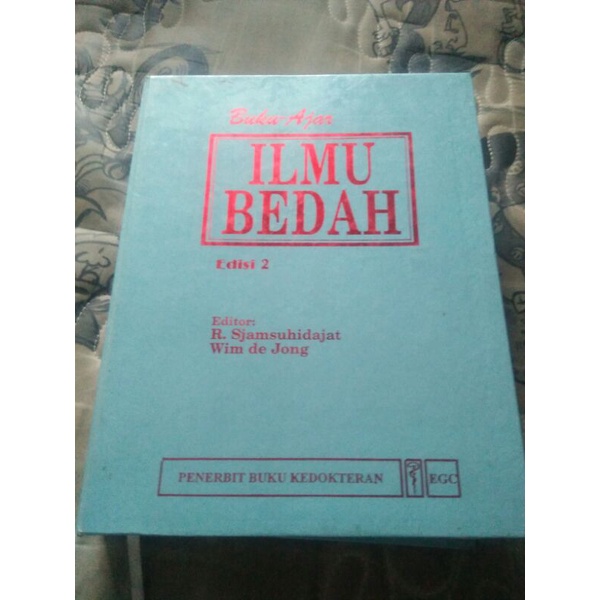 Buku Ajar
ILMU
BEDAH
Edisi 2
Editor:
R. Sjamsuhidajat
Wim de Jong
PENERBIT BUKU KEDOKTERAN EGC